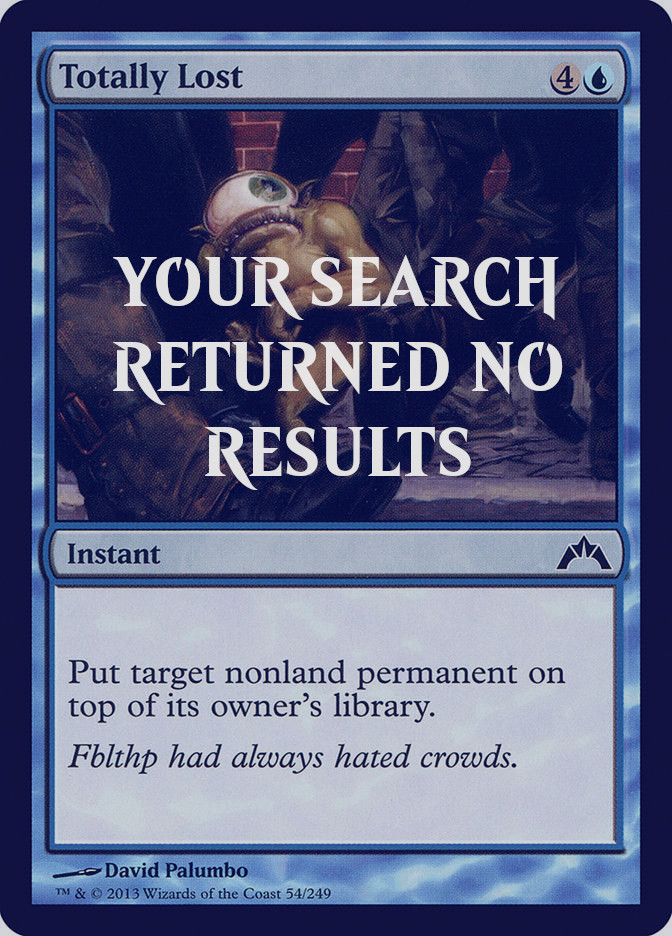 Totally Lost 4
YOUR SEARCH
RETURNED NO
RESULTS
Instant
Put target nonland permanent on
top of its owner's library.
Fblthp had always hated crowds.
David Palumbo
™ & © 2013 Wizards of the Coast 54/249